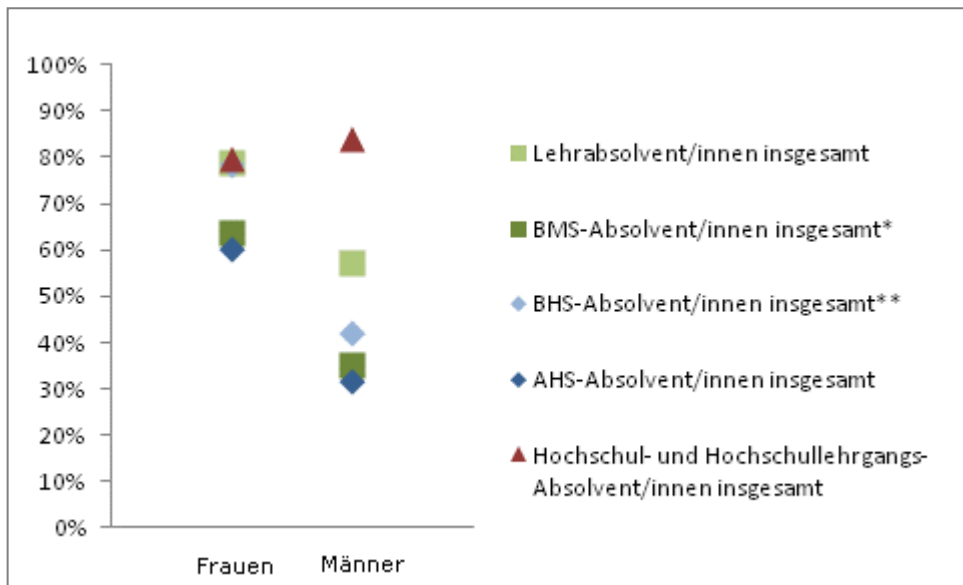 100%
90%
80%
70%
60%
50%
40%
30%
20%
10%
0%
Frauen
Männer
Lehrabsolvent/innen insgesamt
BMS-Absolvent/innen insgesamt*
BHS-Absolvent/innen insgesamt**
AHS-Absolvent/innen insgesamt
Hochschul- und Hochschullehrgangs-
Absolvent/innen insgesamt